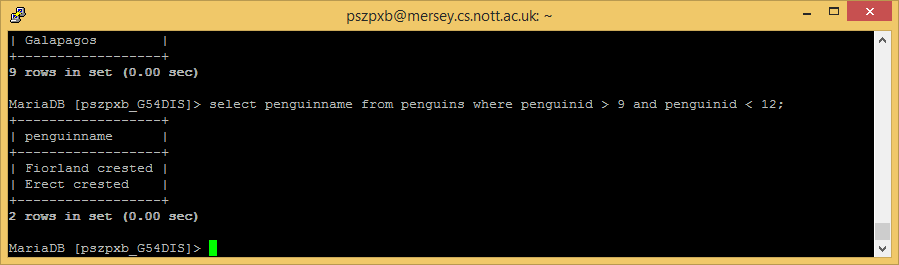 pszpxb@mersey.cs.nott.ac.uk: ~
| Galapagos        |
+------------------+
9 rows in set (0.00 sec)
MariaDB [pszpxb_G54DIS]> select penguinname from penguins where penguinid > 9 and penguinid < 12;
+------------------+
| penguinname      |
+------------------+
| Fiorland crested |
| Erect crested    |
+------------------+
2 rows in set (0.00 sec)
MariaDB [pszpxb_G54DIS]>